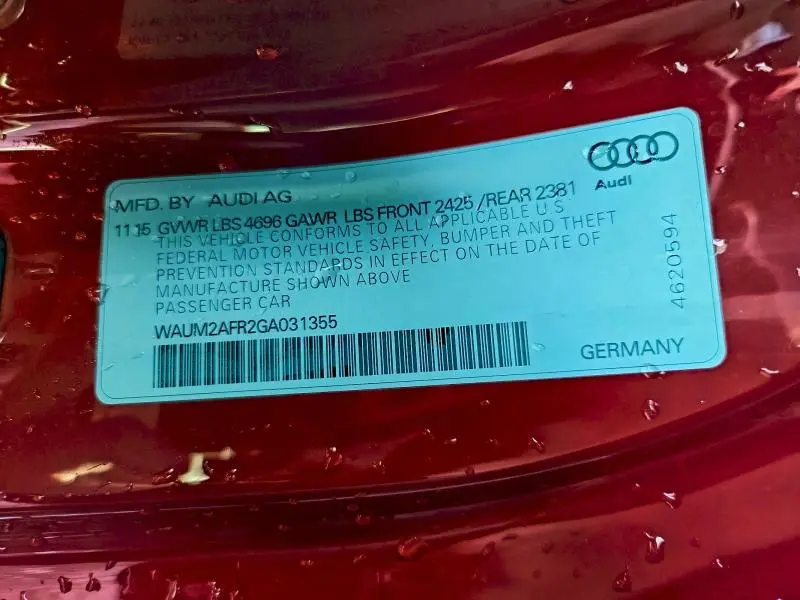 Audi
MFD. BY AUDI AG
11 15 GVWR LBS 4696 GAWR LBS FRONT 2425 /REAR 2381
THIS VEHICLE CONFORMS TO ALL APPLICABLE U.S.
FEDERAL MOTOR VEHICLE SAFETY, BUMPER AND THEFT
PREVENTION STANDARDS IN EFFECT ON THE DATE OF
MANUFACTURE SHOWN ABOVE
PASSENGER CAR
WAUM2AFR2GA031355
GERMANY
4620594